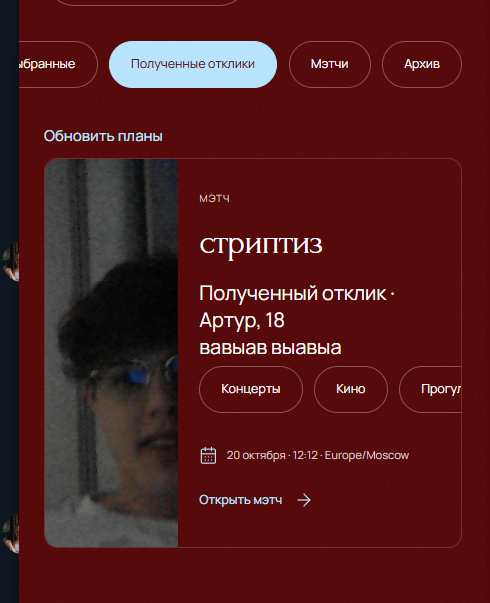 ыбранные
Полученные отклики
Мэтчи
Архив
Обновить планы
мэтч
стриптиз
Полученный отклик ·
Артур, 18
вавыав выавыа
Концерты
Кино
Прогул
20 октября · 12:12 · Europe/Moscow
Открыть мэтч